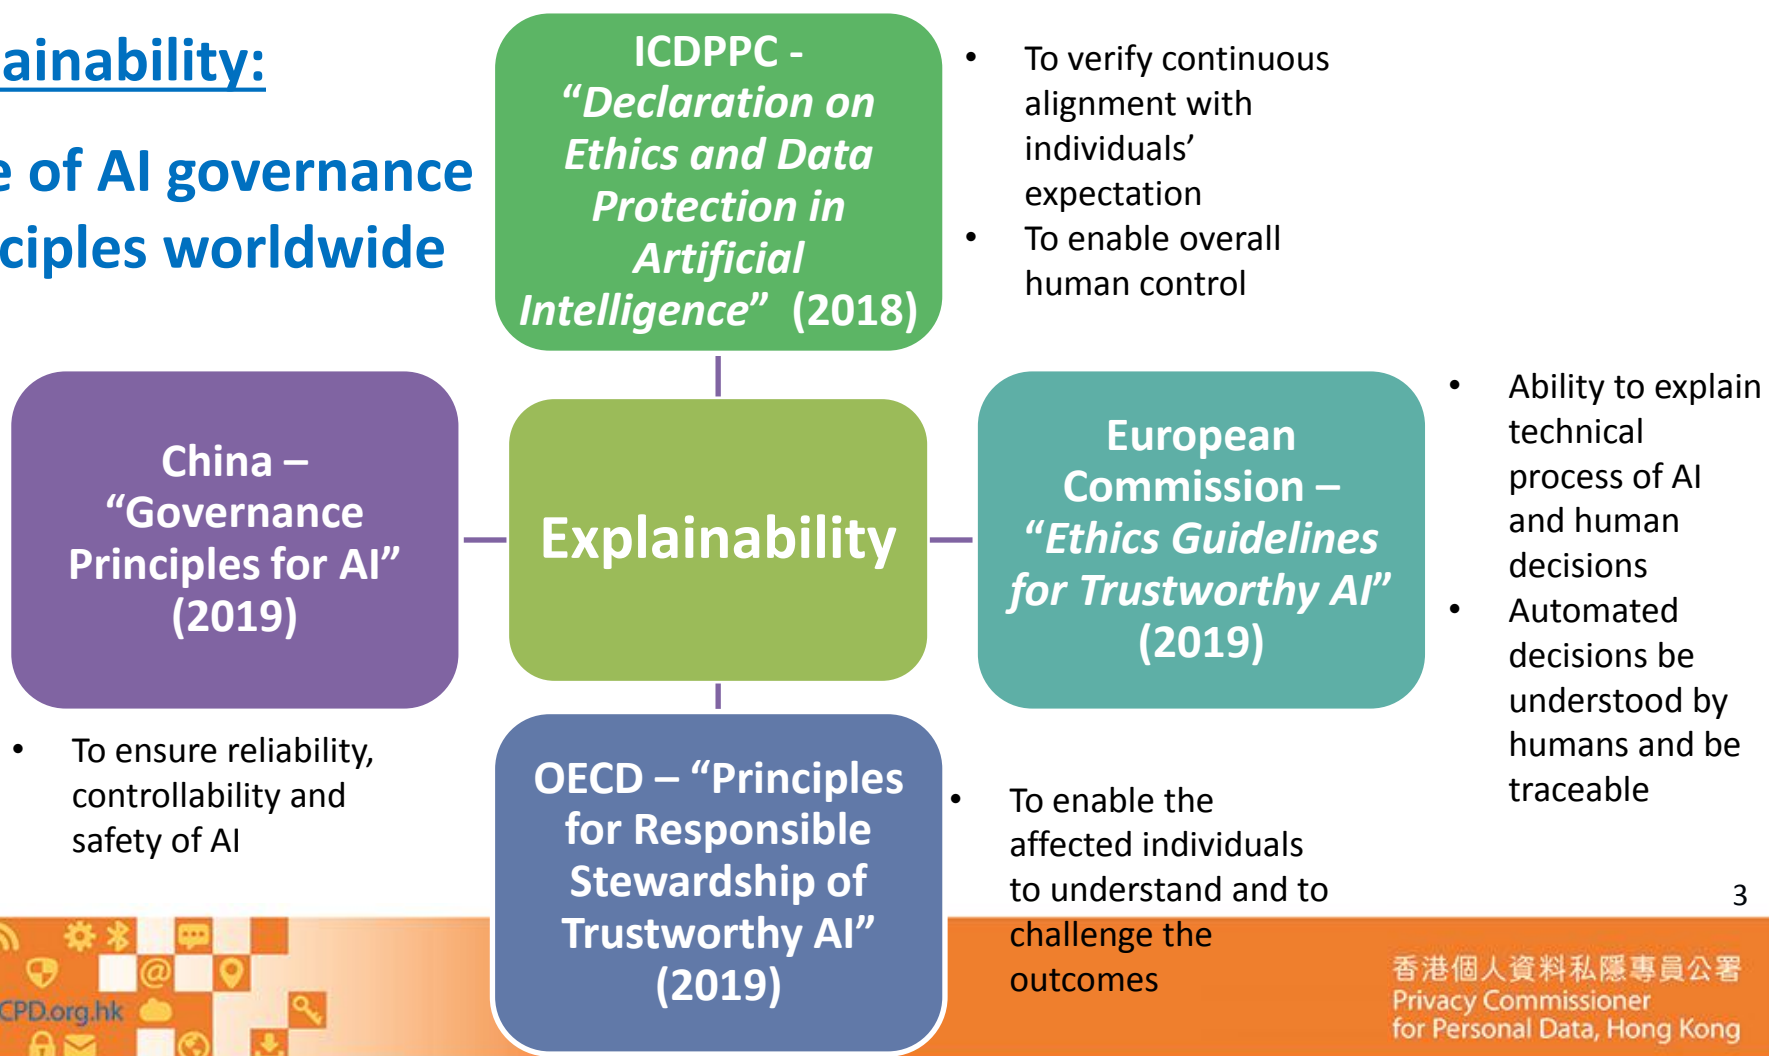 ainability:
e of AI governance
ciples worldwide
ICDPPC -
“Declaration on
Ethics and Data
Protection in
Artificial
Intelligence” (2018)
• To verify continuous
alignment with
individuals’
expectation
• To enable overall
human control
China –
“Governance
Principles for AI”
(2019)
• To ensure reliability,
controllability and
safety of AI
Explainability
European
Commission –
“Ethics Guidelines
for Trustworthy AI”
(2019)
• Ability to explain
technical
process of AI
and human
decisions
• Automated
decisions be
understood by
humans and be
traceable
OECD – “Principles
for Responsible
Stewardship of
Trustworthy AI”
(2019)
• To enable the
affected individuals
to understand and to
challenge the
outcomes
3
CPD.org.hk
香港個人資料私隱專員公署
Privacy Commissioner
for Personal Data, Hong Kong